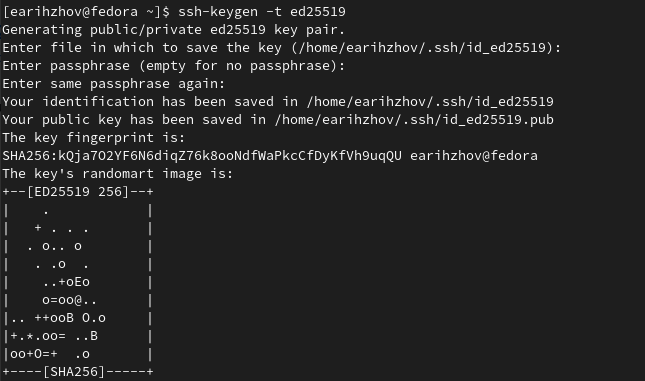 [earihzhov@fedora ~]$ ssh-keygen -t ed25519
Generating public/private ed25519 key pair.
Enter file in which to save the key (/home/earihzhov/.ssh/id_ed25519):
Enter passphrase (empty for no passphrase):
Enter same passphrase again:
Your identification has been saved in /home/earihzhov/.ssh/id_ed25519
Your public key has been saved in /home/earihzhov/.ssh/id_ed25519.pub
The key fingerprint is:
SHA256:kQja7O2YF6N6diqZ76k8ooNdfWaPkcCfDyKfVh9uqQU earihzhov@fedora
The key's randomart image is:
+--[ED25519 256]--+
|    .            |
|   + . . .       |
|  . o.. o        |
|   . .o  .       |
|    ..+oEo       |
|    o=oo@..      |
|.. ++ooB O.o     |
|+.*.oo= ..B      |
|oo+O=+  .o       |
+----[SHA256]-----+